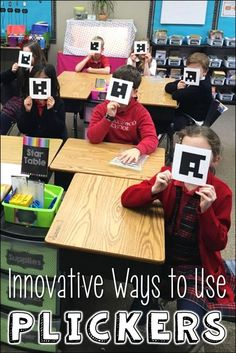 Star
Table
Supplies
Innovative Ways to Use
PLICKERS